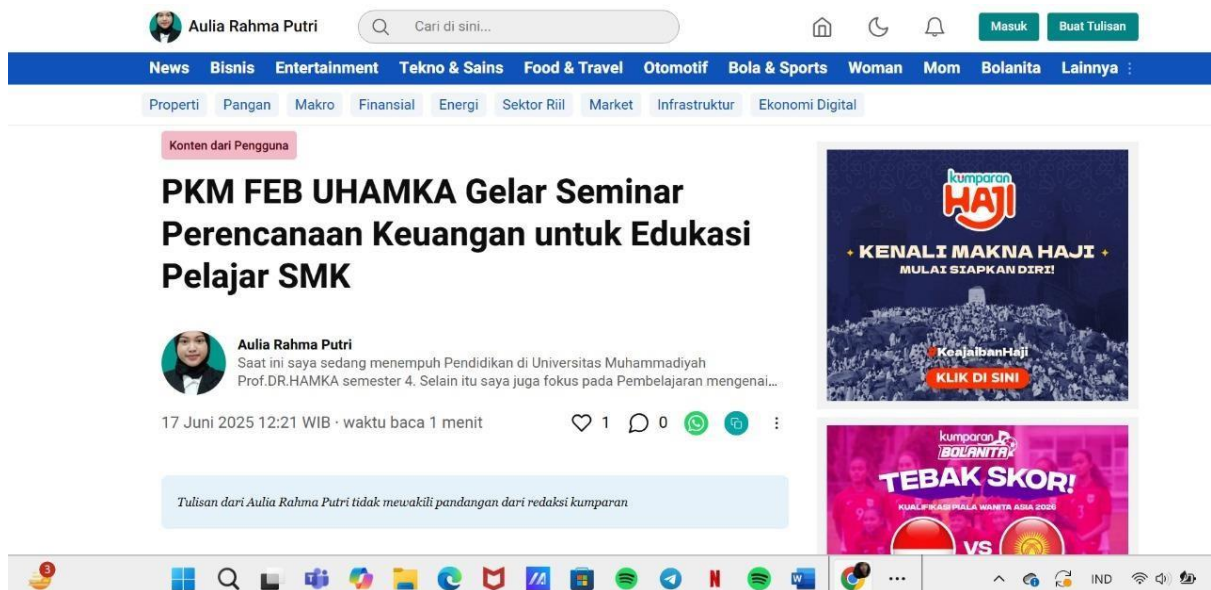 Aulia Rahma Putri
Cari di sini...
Masuk
Buat Tulisan
News Bisnis Entertainment Tekno & Sains Food & Travel Otomotif Bola & Sports Woman Mom Bolanita Lainnya
Properti Pangan Makro Finansial Energi Sektor Riil Market Infrastruktur Ekonomi Digital
Konten dari Pengguna
PKM FEB UHAMKA Gelar Seminar
Perencanaan Keuangan untuk Edukasi
Pelajar SMK
Aulia Rahma Putri
Saat ini saya sedang menempuh Pendidikan di Universitas Muhammadiyah
Prof.DR.HAMKA semester 4. Selain itu saya juga fokus pada Pembelajaran mengenai...
17 Juni 2025 12:21 WIB · waktu baca 1 menit
1
0
Tulisan dari Aulia Rahma Putri tidak mewakili pandangan dari redaksi kumparan
kumparan
HAJI
KENALI MAKNA HAJI
MULAI SIAPKAN DIRI!
#KeajaibanHaji
KLIK DI SINI
kumparan
BOLANITA
TEBAK SKOR!
KUALIFIKASI PIALA WANITA ASIA 2026
VS
3
IND